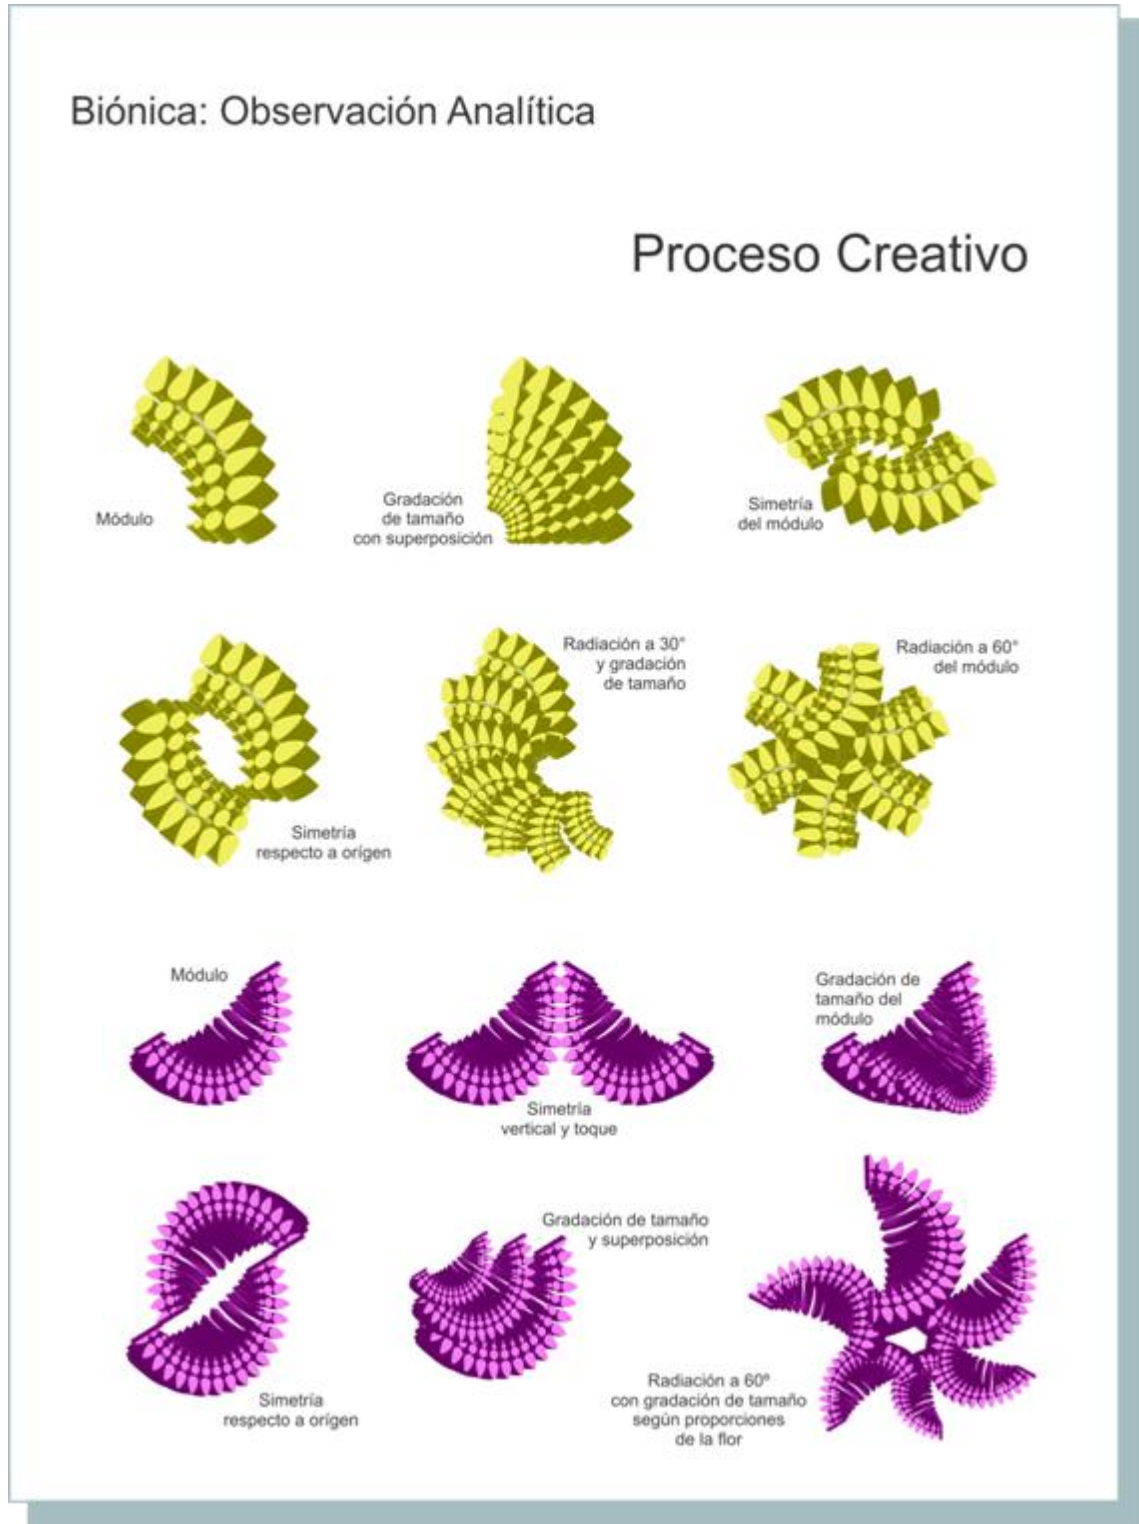 Biónica: Observación Analítica
Proceso Creativo
Módulo
Gradación
de tamaño
con superposición
Simetría
del módulo
Simetría
respecto a orígen
Radiación a 30°
y gradación
de tamaño
Radiación a 60°
del módulo
Módulo
Simetría
vertical y toque
Gradación de
tamaño del
módulo
Simetría
respecto a orígen
Gradación de tamaño
y superposición
Radiación a 60º
con gradación de tamaño
según proporciones
de la flor